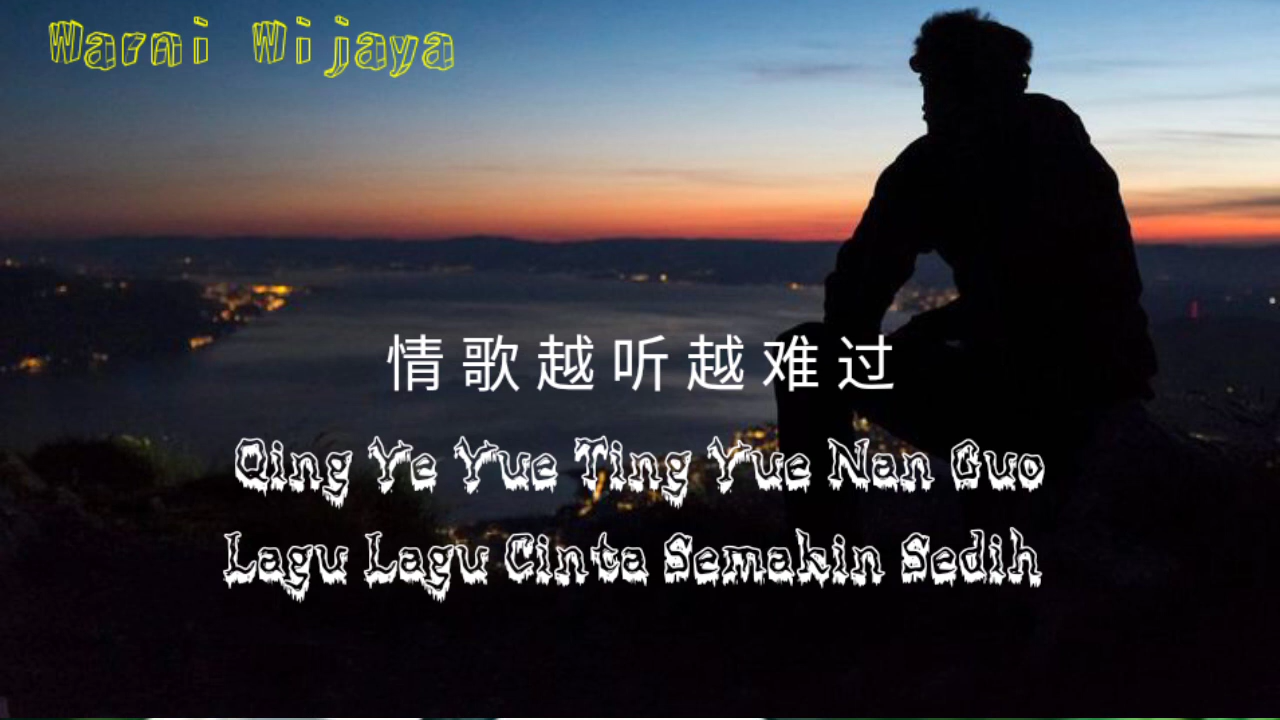 Warni Wijaya
情歌越听越难过
Qing Ye Yue Ting Yue Nan Guo
Lagu Lagu Cinta Semakin Sedih